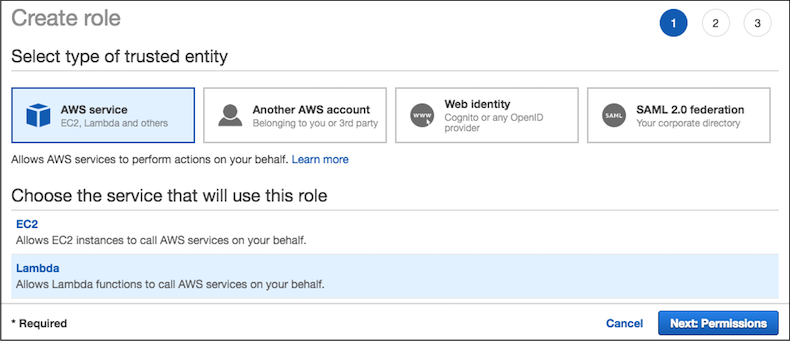 Create role
1 2 3
Select type of trusted entity
AWS service
EC2, Lambda and others
Another AWS account
Belonging to you or 3rd party
WWW
Web identity
Cognito or any OpenID
provider
SAML
SAML 2.0 federation
Your corporate directory
Allows AWS services to perform actions on your behalf. Learn more
Choose the service that will use this role
EC2
Allows EC2 instances to call AWS services on your behalf.
Lambda
Allows Lambda functions to call AWS services on your behalf.
* Required
Cancel
Next: Permissions